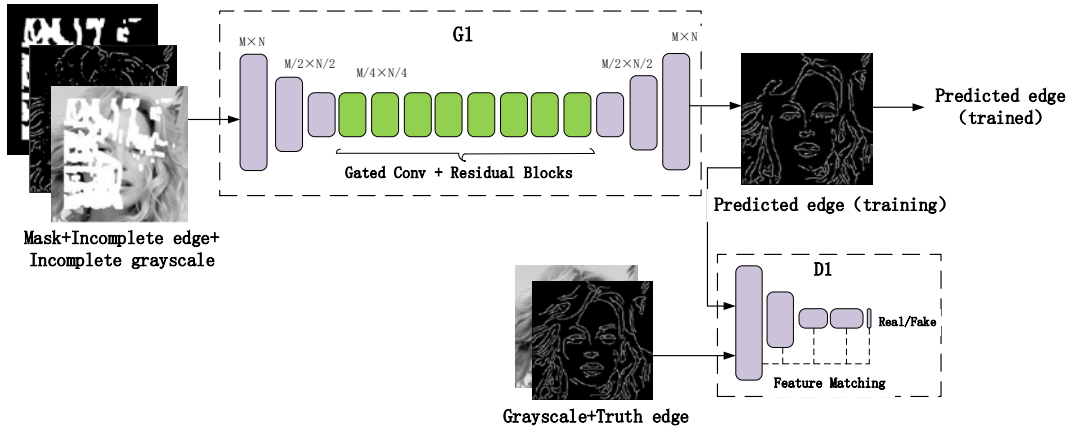 G1
M×N
M/2×N/2
M/4×N/4
M/2×N/2
M×N
Gated Conv + Residual Blocks
Mask+Incomplete edge+
Incomplete grayscale
Predicted edge
(trained)
Predicted edge (training)
D1
Real/Fake
Feature Matching
Grayscale+Truth edge